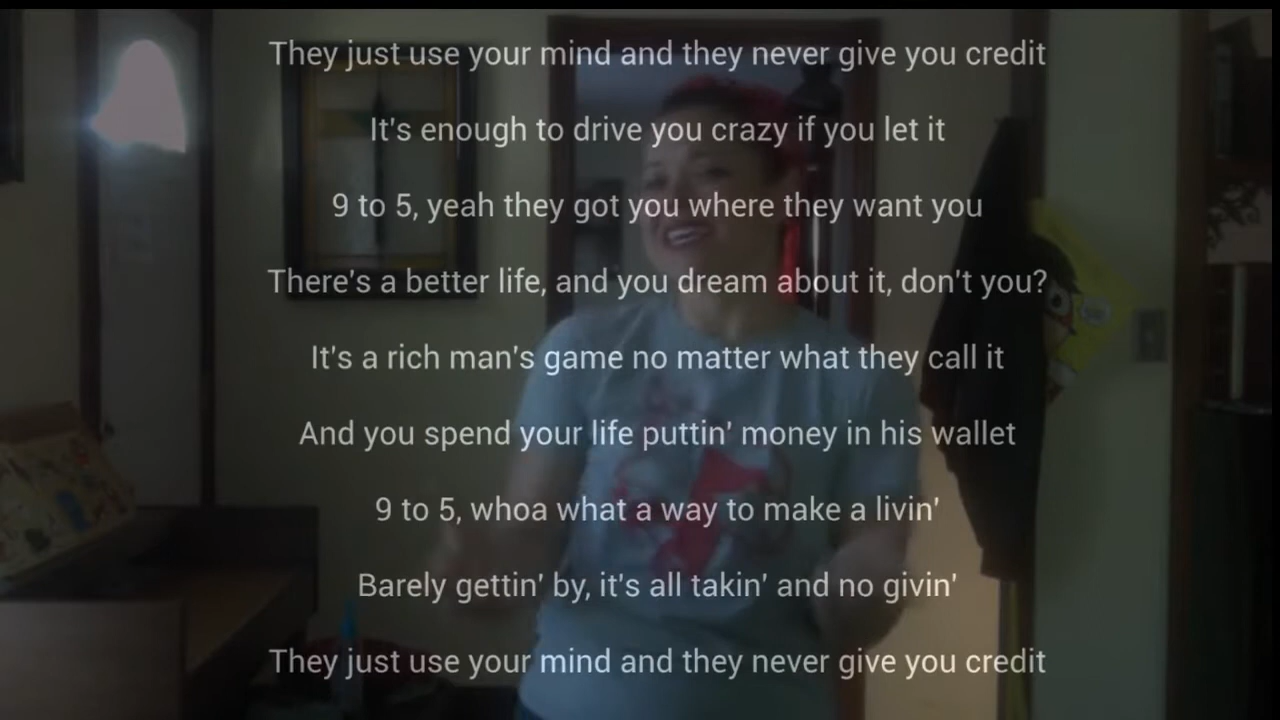 They just use your mind and they never give you credit
It's enough to drive you crazy if you let it
9 to 5, yeah they got you where they want you
There's a better life, and you dream about it, don't you?
It's a rich man's game no matter what they call it
And you spend your life puttin' money in his wallet
9 to 5, whoa what a way to make a livin'
Barely gettin' by, it's all takin' and no givin'
They just use your mind and they never give you credit